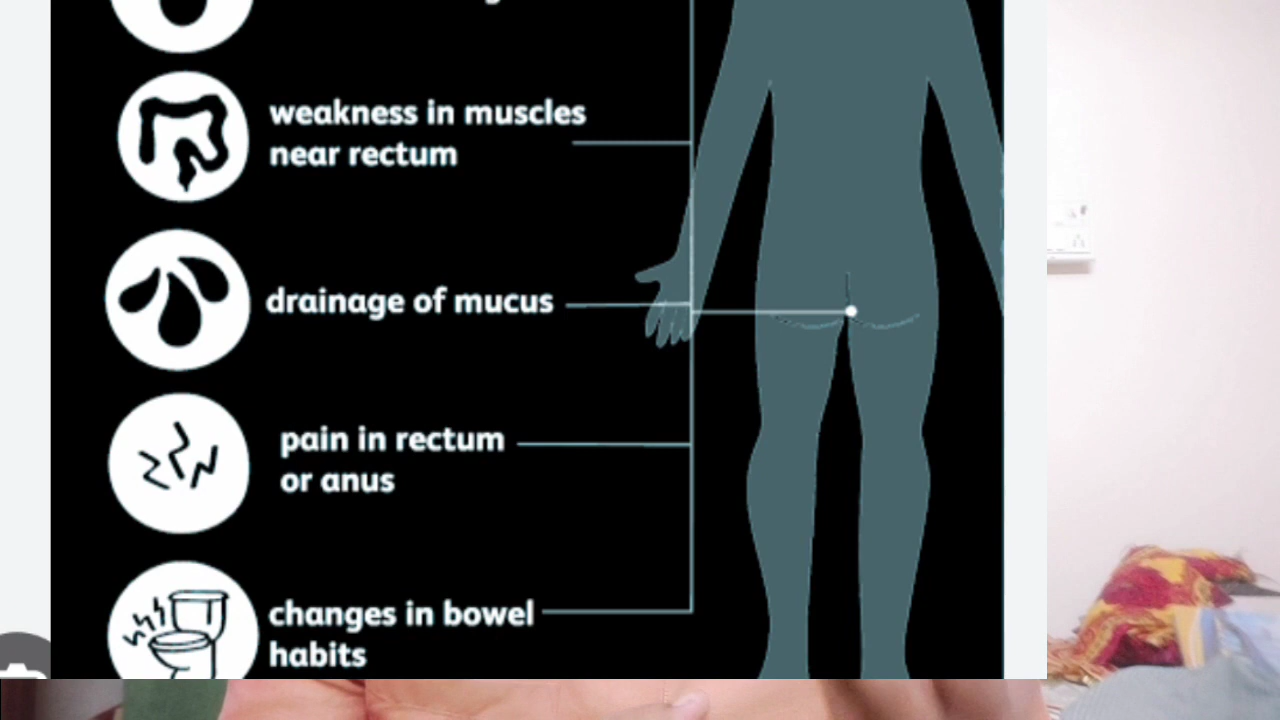 weakness in muscles
near rectum
drainage of mucus
pain in rectum
or anus
changes in bowel
habits